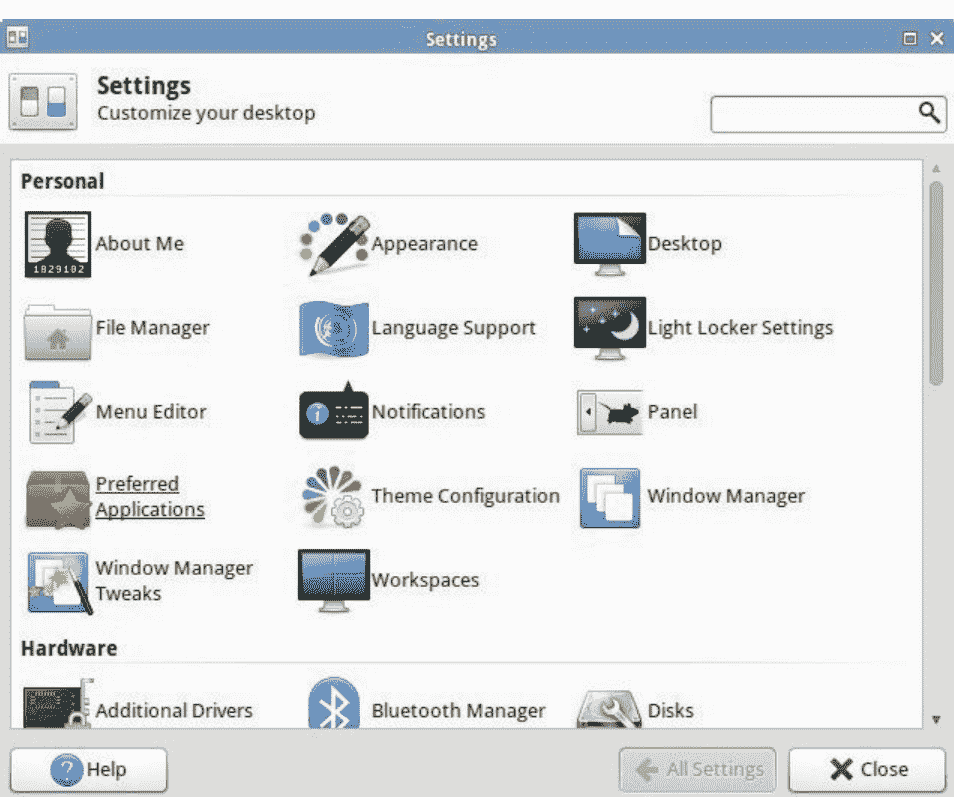 Settings
Settings
Customize your desktop
Personal
1829182
About Me
Appearance
Desktop
File Manager
Language Support
Light Locker Settings
Menu Editor
Notifications
Panel
Preferred
Applications
Theme Configuration
Window Manager
Window Manager
Tweaks
Workspaces
Hardware
Additional Drivers
Bluetooth Manager
Disks
? Help
All Settings
Close